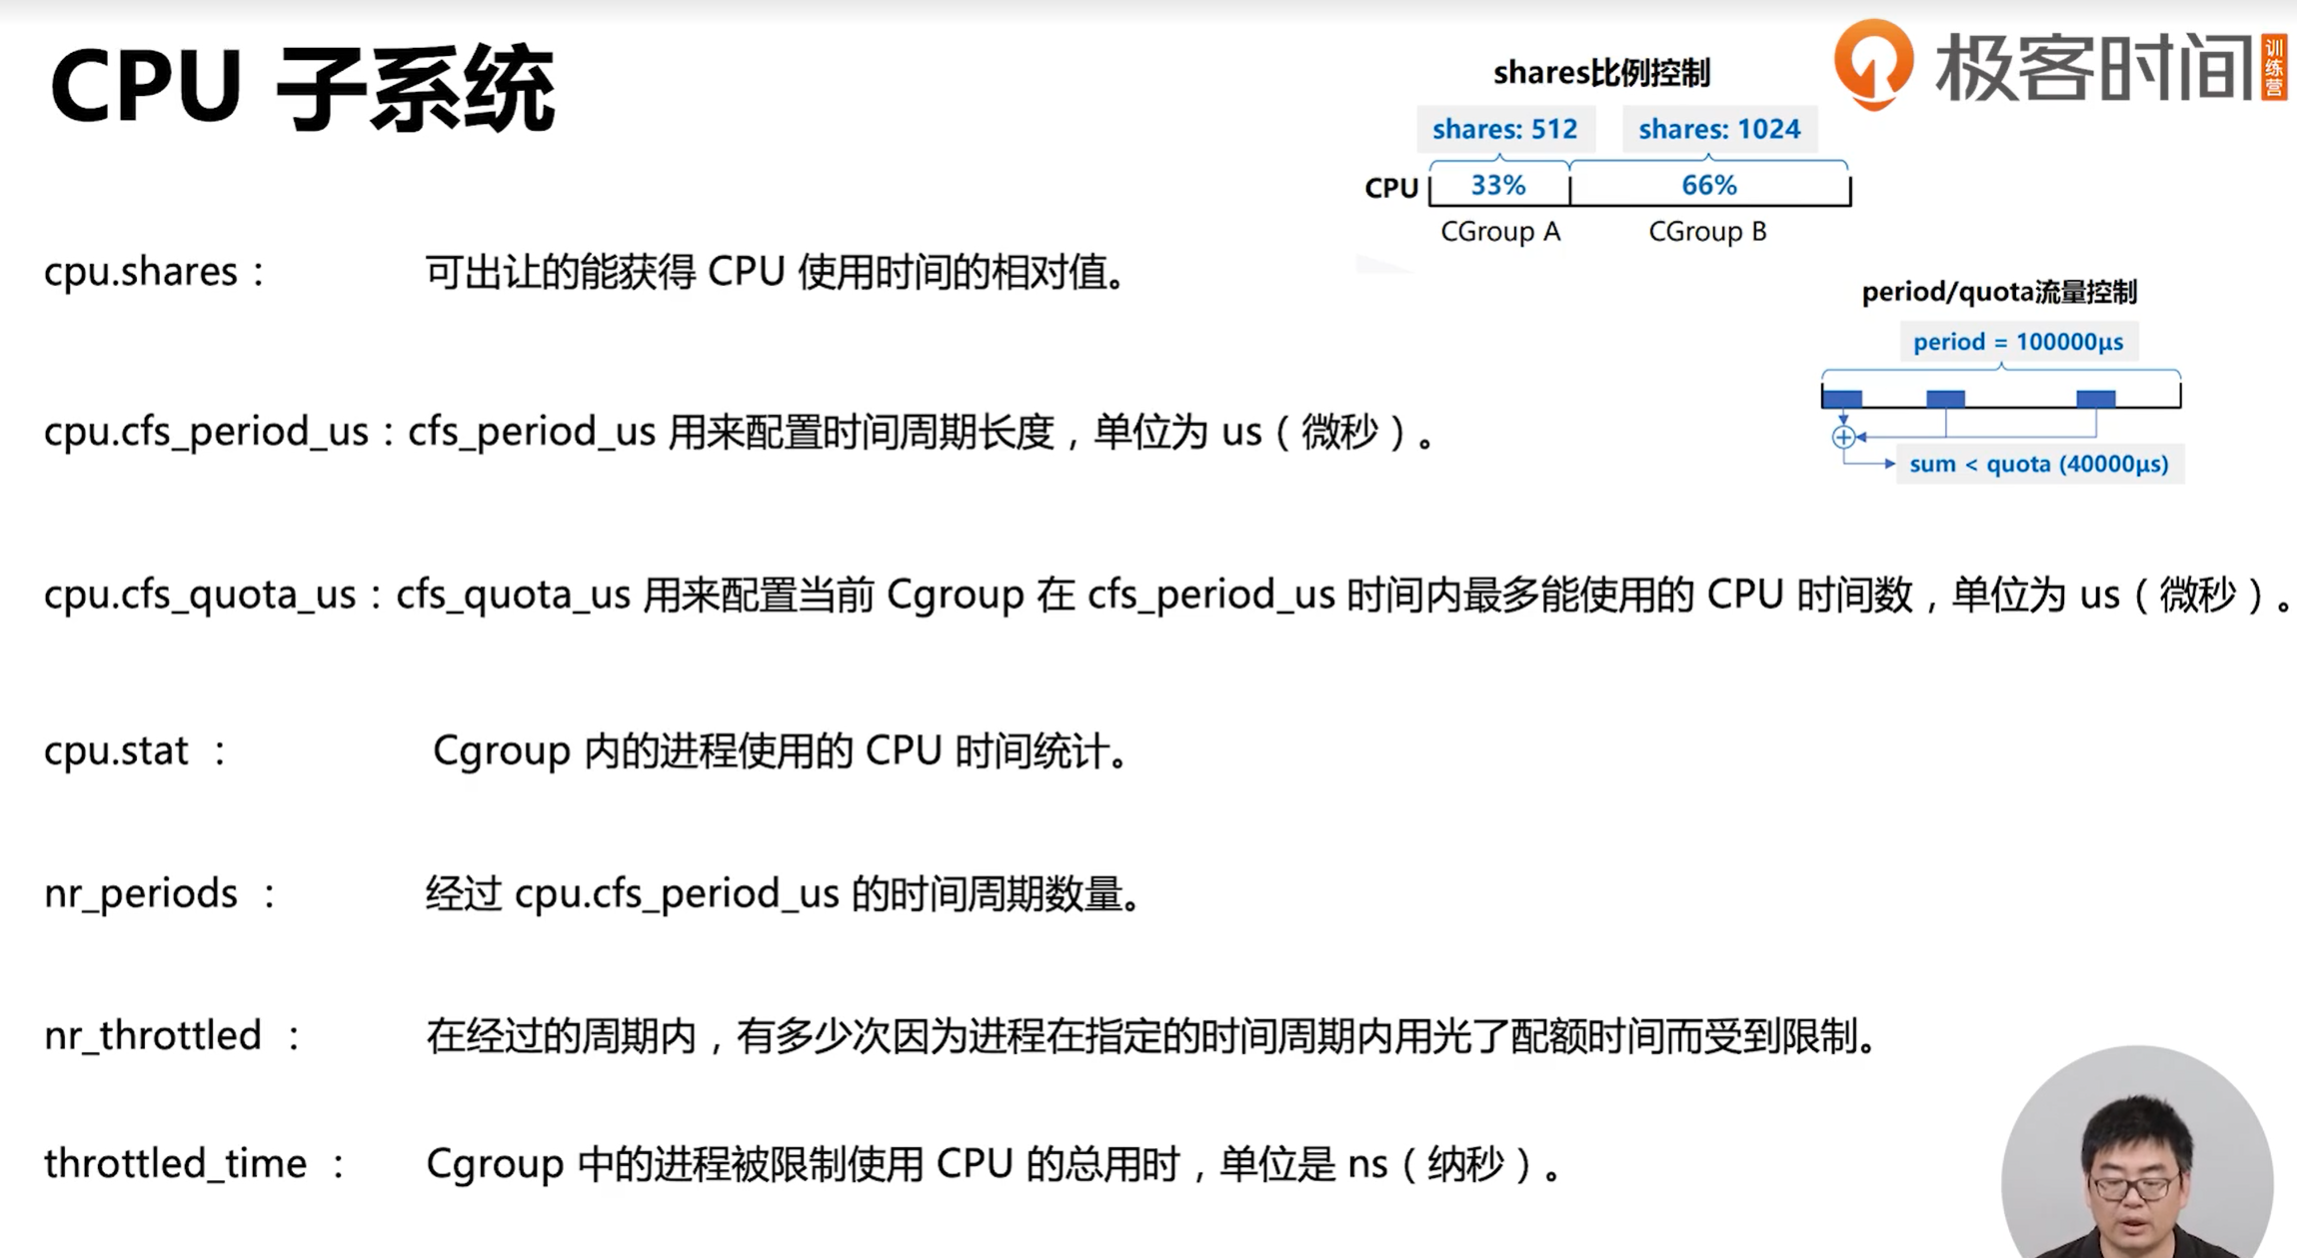 CPU 子系统
极客时间
训练营
shares比例控制
shares: 512
shares: 1024
CPU
33%
66%
CGroup A
CGroup B
cpu.shares： 可出让的能获得 CPU 使用时间的相对值。
period/quota流量控制
period = 100000μs
sum < quota (40000μs)
cpu.cfs_period_us：cfs_period_us 用来配置时间周期长度，单位为 us（微秒）。
cpu.cfs_quota_us：cfs_quota_us 用来配置当前 Cgroup 在 cfs_period_us 时间内最多能使用的 CPU 时间数，单位为 us（微秒）。
cpu.stat ： Cgroup 内的进程使用的 CPU 时间统计。
nr_periods ： 经过 cpu.cfs_period_us 的时间周期数量。
nr_throttled ： 在经过的周期内，有多少次因为进程在指定的时间周期内用光了配额时间而受到限制。
throttled_time ： Cgroup 中的进程被限制使用 CPU 的总用时，单位是 ns（纳秒）。